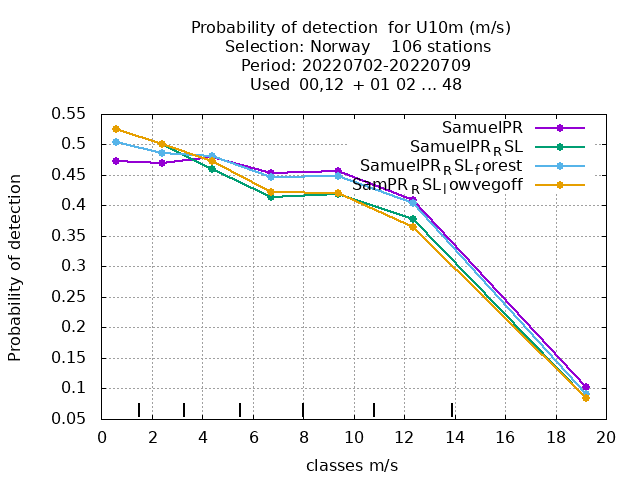 Probability of detection for U10m (m/s)
Selection: Norway 106 stations
Period: 20220702-20220709
Used 00,12 + 01 02 ... 48
0.55
0.5
0.45
0.4
0.35
0.3
0.25
0.2
0.15
0.1
0.05
Probability of detection
SamuelPR
SamuelPR_RSL
SamuelPR_RSL_forest
SamPR_RSL_lowvegoff
0 2 4 6 8 10 12 14 16 18 20
classes m/s